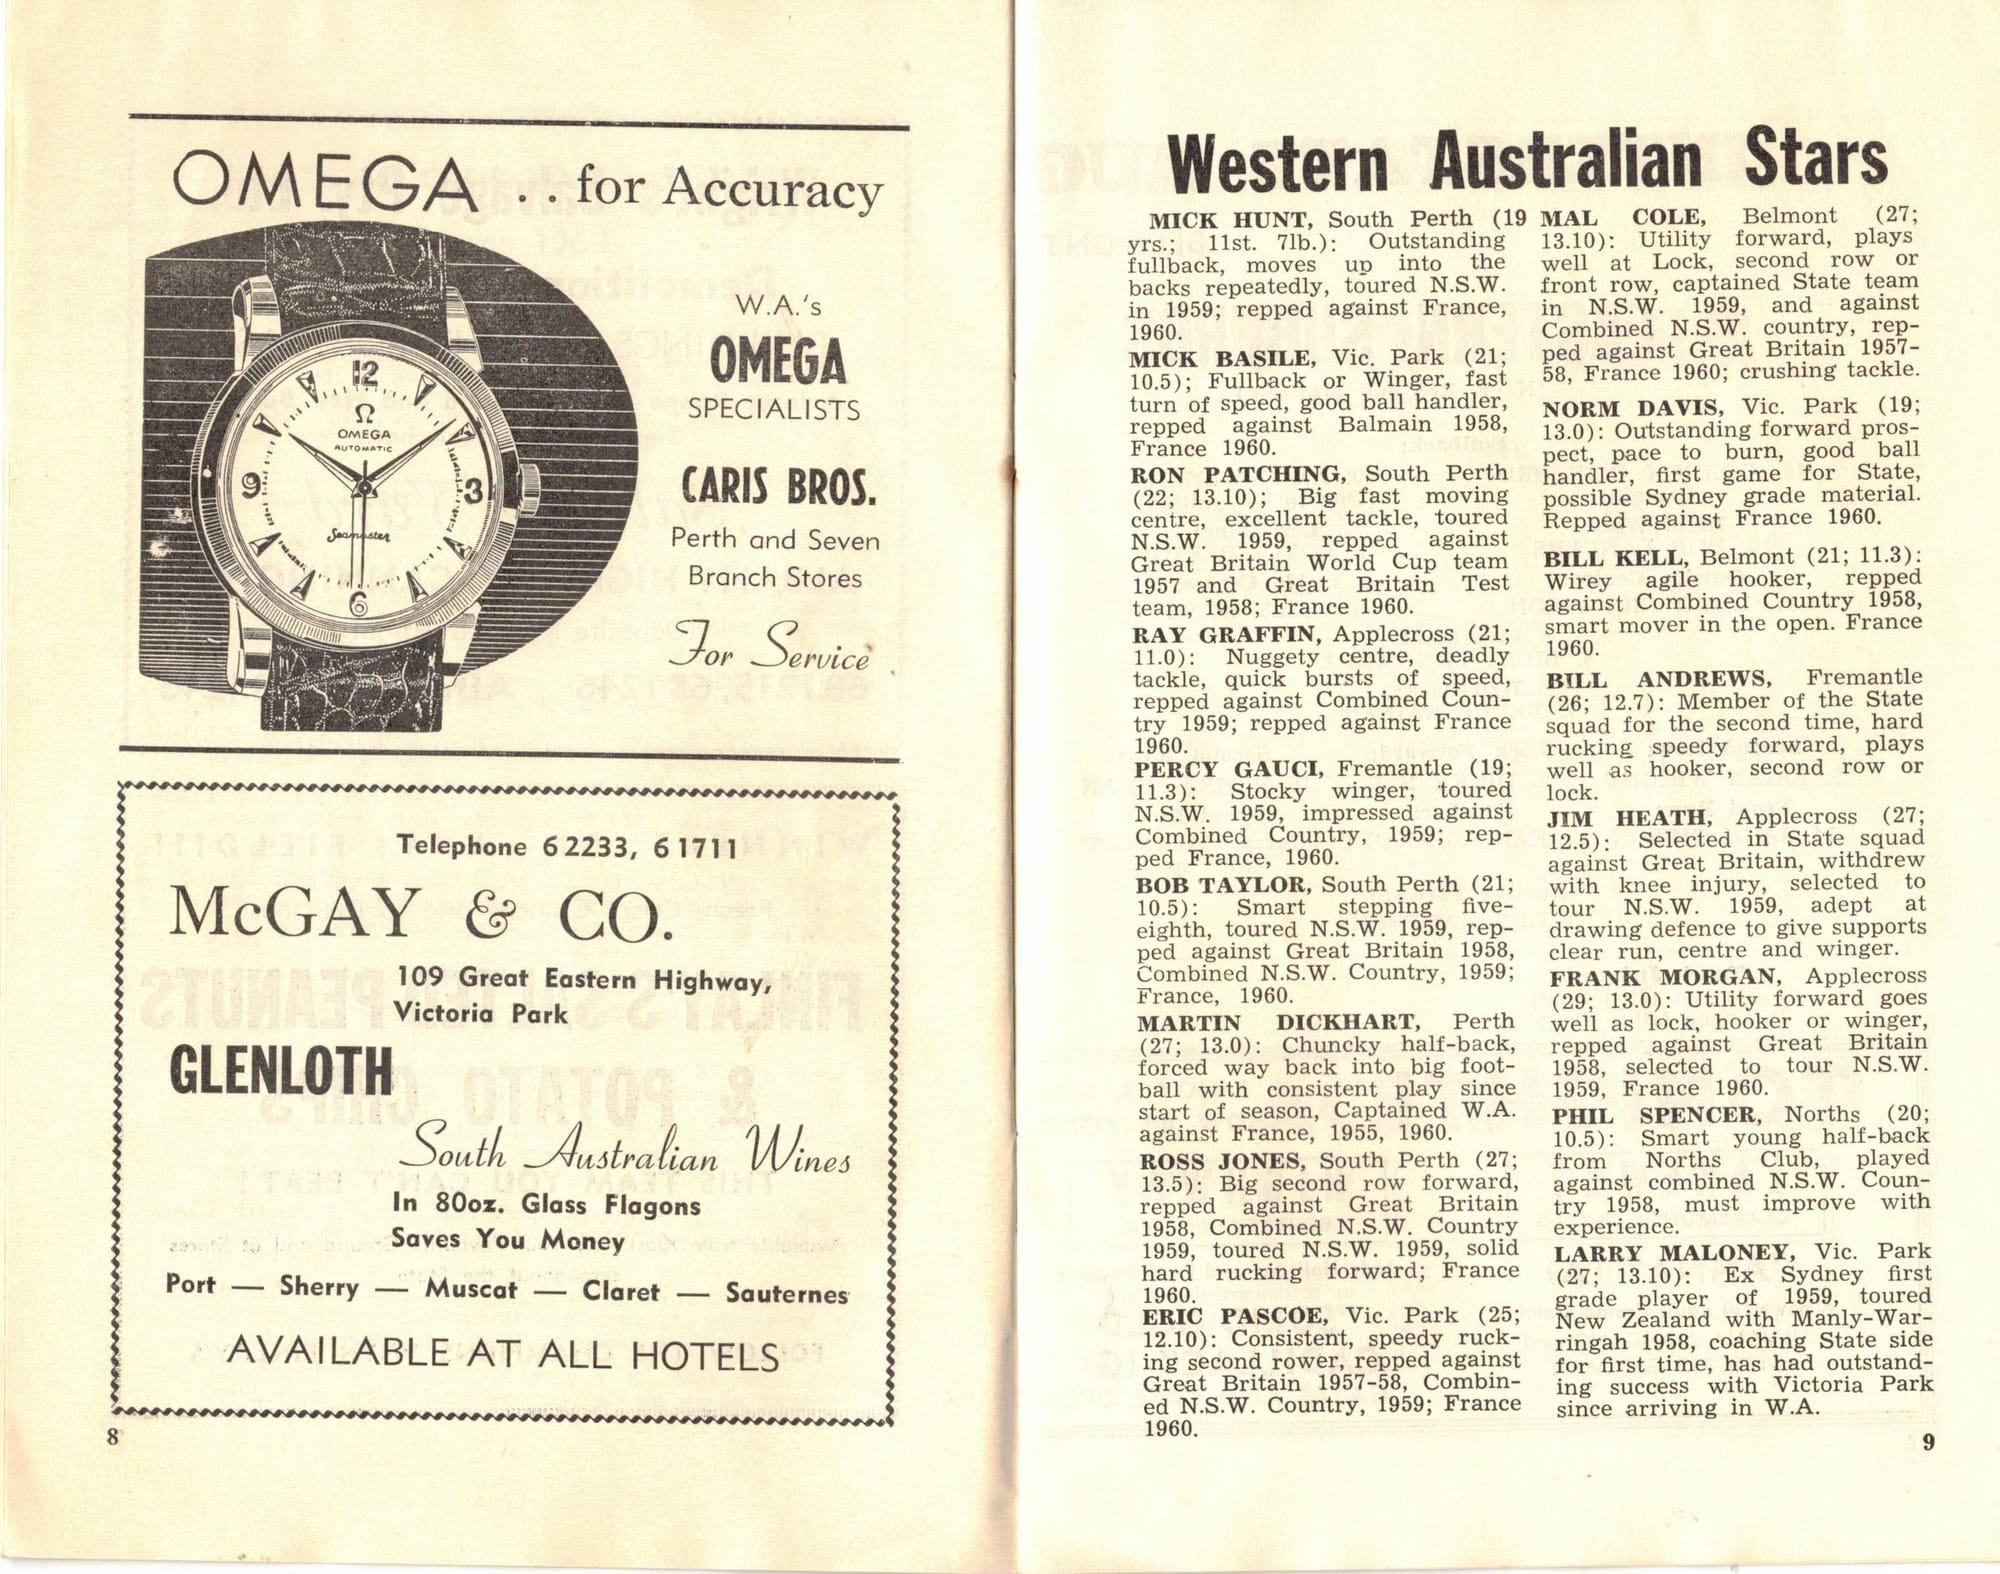 OMEGA . . for Accuracy
12
Ω
OMEGA
AUTOMATIC
9
3
Seamaster
6
W.A.'s
OMEGA
SPECIALISTS
CARIS BROS.
Perth and Seven
Branch Stores
For Service
Telephone 6 2233, 6 1711
McGAY & CO.
109 Great Eastern Highway,
Victoria Park
GLENLOTH
South Australian Wines
In 80oz. Glass Flagons
Saves You Money
Port — Sherry — Muscat — Claret — Sauternes
AVAILABLE AT ALL HOTELS
8
Western Australian Stars
MICK HUNT, South Perth (19
yrs.; 11st. 7lb.): Outstanding
fullback, moves up into the
backs repeatedly, toured N.S.W.
in 1959; repped against France,
1960.
MICK BASILE, Vic. Park (21;
10.5); Fullback or Winger, fast
turn of speed, good ball handler,
repped against Balmain 1958,
France 1960.
RON PATCHING, South Perth
(22; 13.10); Big fast moving
centre, excellent tackle, toured
N.S.W. 1959, repped against
Great Britain World Cup team
1957 and Great Britain Test
team, 1958; France 1960.
RAY GRAFFIN, Applecross (21;
11.0): Nuggety centre, deadly
tackle, quick bursts of speed,
repped against Combined Coun-
try 1959; repped against France
1960.
PERCY GAUCI, Fremantle (19;
11.3): Stocky winger, toured
N.S.W. 1959, impressed against
Combined Country, 1959; rep-
ped France, 1960.
BOB TAYLOR, South Perth (21;
10.5): Smart stepping five-
eighth, toured N.S.W. 1959, rep-
ped against Great Britain 1958,
Combined N.S.W. Country, 1959;
France, 1960.
MARTIN DICKHART, Perth
(27; 13.0): Chuncky half-back,
forced way back into big foot-
ball with consistent play since
start of season, Captained W.A.
against France, 1955, 1960.
ROSS JONES, South Perth (27;
13.5): Big second row forward,
repped against Great Britain
1958, Combined N.S.W. Country
1959, toured N.S.W. 1959, solid
hard rucking forward; France
1960.
ERIC PASCOE, Vic. Park (25;
12.10): Consistent, speedy ruck-
ing second rower, repped against
Great Britain 1957-58, Combin-
ed N.S.W. Country, 1959; France
1960.
MAL COLE, Belmont (27;
13.10): Utility forward, plays
well at Lock, second row or
front row, captained State team
in N.S.W. 1959, and against
Combined N.S.W. country, rep-
ped against Great Britain 1957-
58, France 1960; crushing tackle.
NORM DAVIS, Vic. Park (19;
13.0): Outstanding forward pros-
pect, pace to burn, good ball
handler, first game for State,
possible Sydney grade material.
Repped against France 1960.
BILL KELL, Belmont (21; 11.3):
Wirey agile hooker, repped
against Combined Country 1958,
smart mover in the open. France
1960.
BILL ANDREWS, Fremantle
(26; 12.7): Member of the State
squad for the second time, hard
rucking speedy forward, plays
well as hooker, second row or
lock.
JIM HEATH, Applecross (27;
12.5): Selected in State squad
against Great Britain, withdrew
with knee injury, selected to
tour N.S.W. 1959, adept at
drawing defence to give supports
clear run, centre and winger.
FRANK MORGAN, Applecross
(29; 13.0): Utility forward goes
well as lock, hooker or winger,
repped against Great Britain
1958, selected to tour N.S.W.
1959, France 1960.
PHIL SPENCER, Norths (20;
10.5): Smart young half-back
from Norths Club, played
against combined N.S.W. Coun-
try 1958, must improve with
experience.
LARRY MALONEY, Vic. Park
(27; 13.10): Ex Sydney first
grade player of 1959, toured
New Zealand with Manly-War-
ringah 1958, coaching State side
for first time, has had outstand-
ing success with Victoria Park
since arriving in W.A.
9